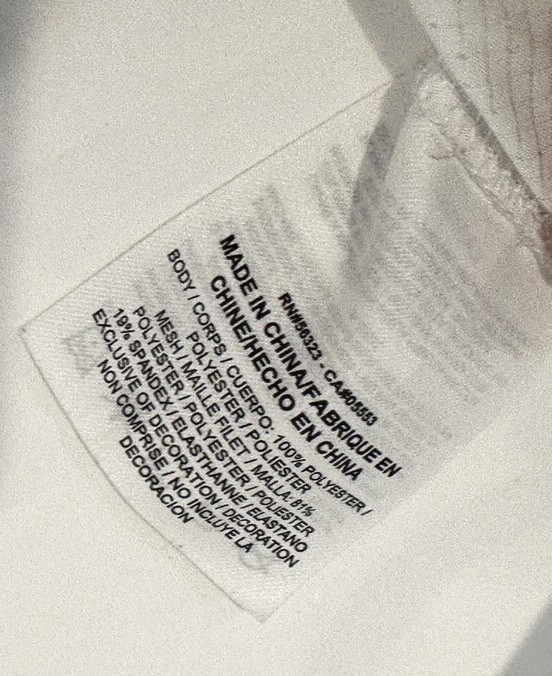 RN#56323 - CA#05553
MADE IN CHINA/FABRIQUE EN
CHINE/HECHO EN CHINA
BODY / CORPS / CUERPO: 100% POLYESTER /
POLYESTER / POLIESTER
MESH / MAILLE FILET / MALLA: 81%
POLYESTER / POLYESTER / POLIESTER
19% SPANDEX / ELASTHANNE / ELASTANO
EXCLUSIVE OF DECORATION / DECORATION
NON COMPRISE / NO INCLUYE LA
DECORACION